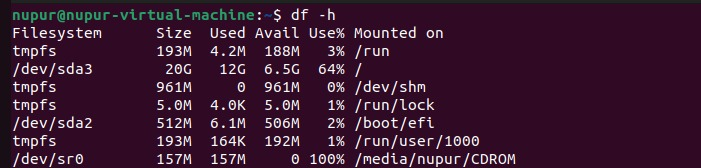 nupur@nupur-virtual-machine:~$ df -h
Filesystem      Size  Used Avail Use% Mounted on
tmpfs           193M  4.2M  188M   3% /run
/dev/sda3        20G   12G  6.5G  64% /
tmpfs           961M     0  961M   0% /dev/shm
tmpfs           5.0M  4.0K  5.0M   1% /run/lock
/dev/sda2       512M  6.1M  506M   2% /boot/efi
tmpfs           193M  164K  192M   1% /run/user/1000
/dev/sr0        157M  157M     0 100% /media/nupur/CDROM